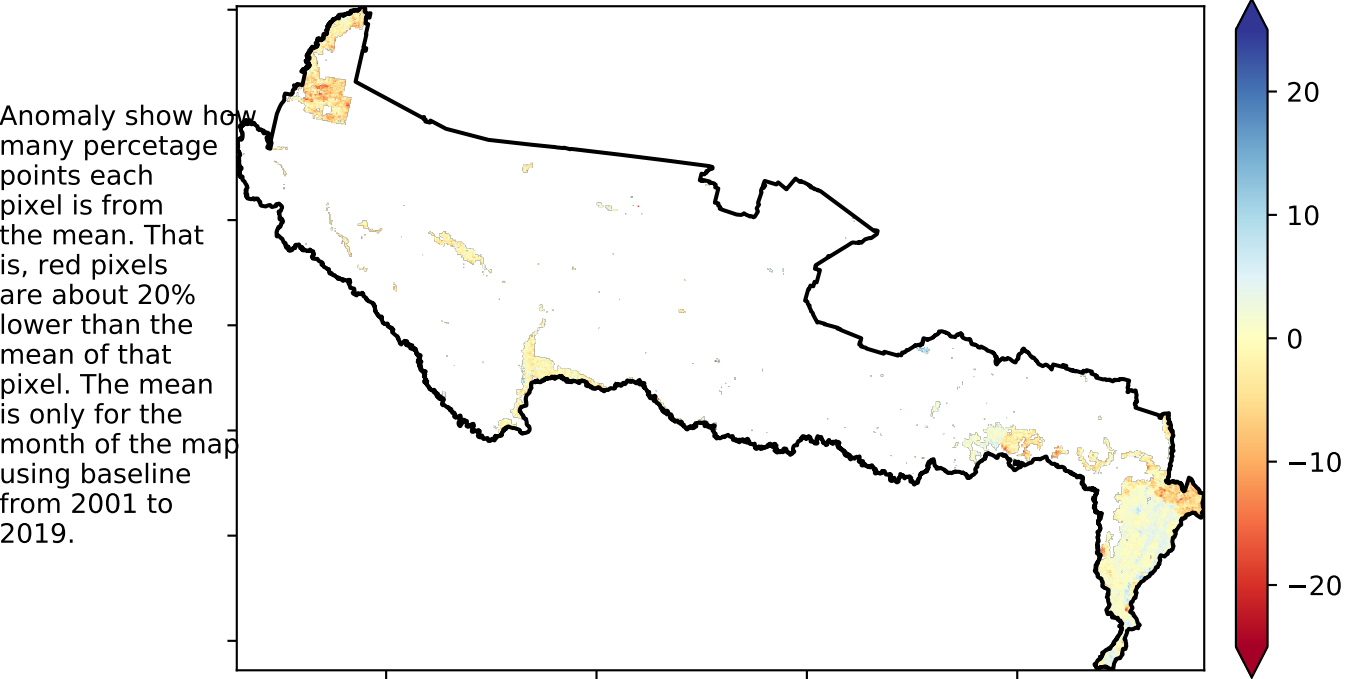 Anomaly show how
many percetage
points each
pixel is from
the mean. That
is, red pixels
are about 20%
lower than the
mean of that
pixel. The mean
is only for the
month of the map
using baseline
from 2001 to
2019.
20
10
0
−10
−20